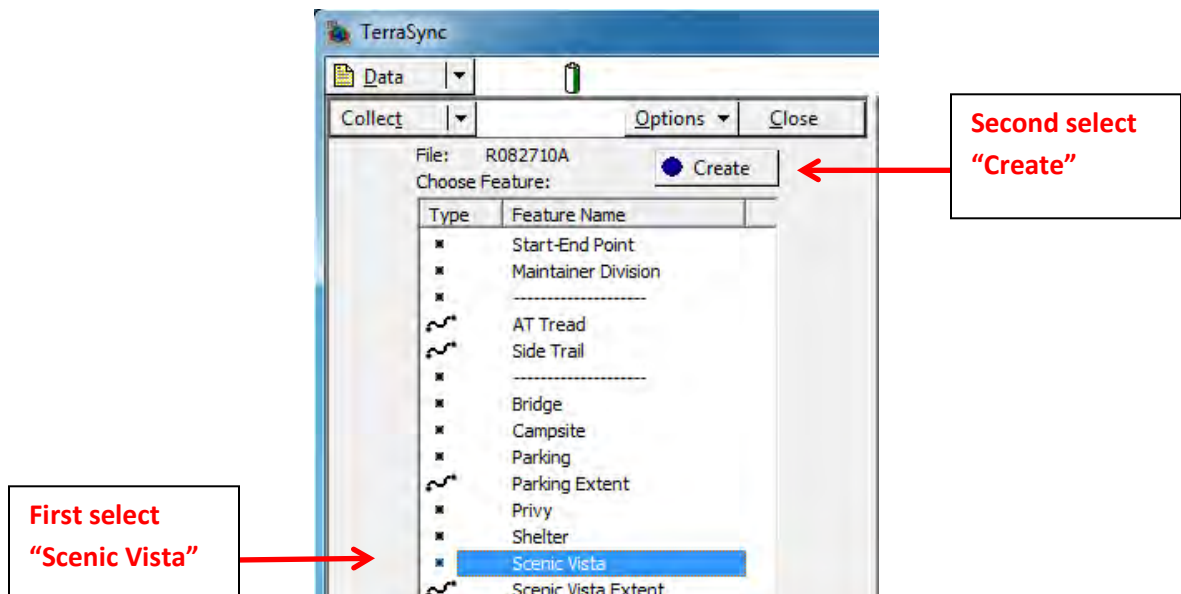 TerraSync
Data
Collect Options Close
File: R082710A
Create
Choose Feature:
Type Feature Name
Start-End Point
Maintainer Division
---------------------
AT Tread
Side Trail
---------------------
Bridge
Campsite
Parking
Parking Extent
Privy
Shelter
Scenic Vista
Scenic Vista Extent
Second select
“Create”
First select
“Scenic Vista”